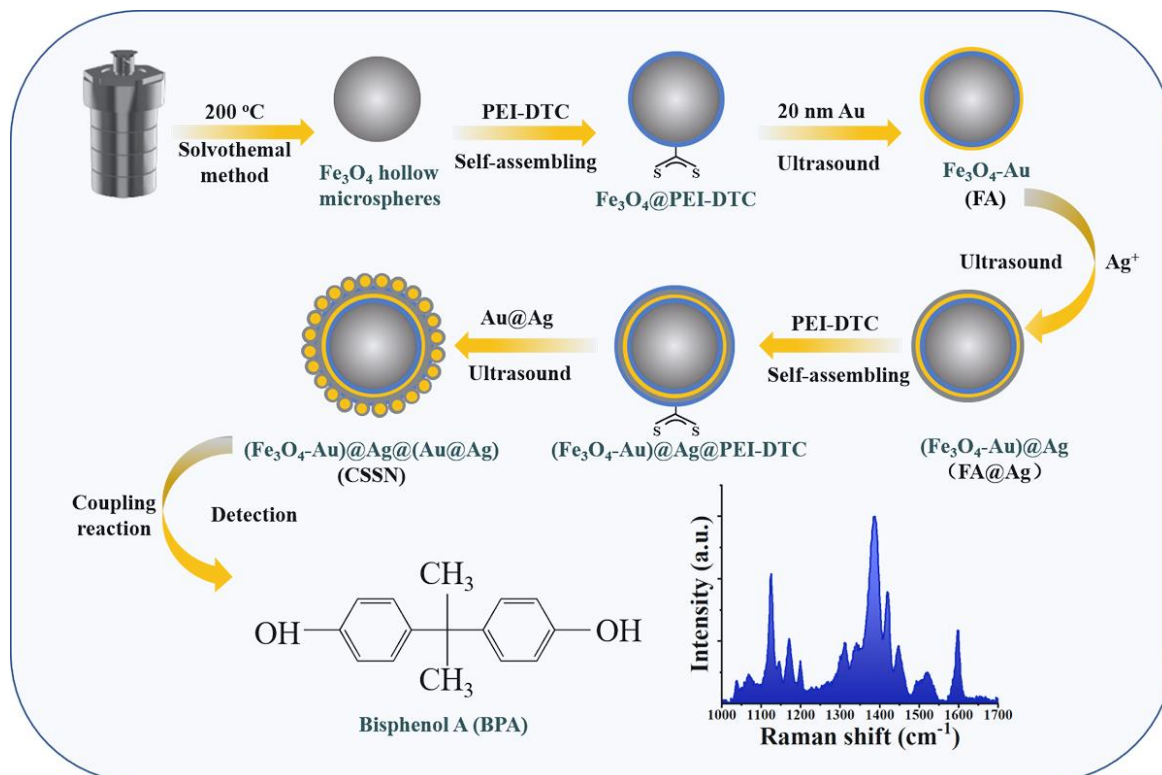 200 °C
Solvothemal
method
Fe₃O₄ hollow
microspheres
PEI-DTC
Self-assembling
S S
Fe₃O₄@PEI-DTC
20 nm Au
Ultrasound
Fe₃O₄-Au
(FA)
Ultrasound
Ag⁺
(Fe₃O₄-Au)@Ag
(FA@Ag)
PEI-DTC
Self-assembling
S S
(Fe₃O₄-Au)@Ag@PEI-DTC
Au@Ag
Ultrasound
(Fe₃O₄-Au)@Ag@(Au@Ag)
(CSSN)
Coupling
reaction
Detection
CH₃
OH
OH
CH₃
Bisphenol A (BPA)
Intensity (a.u.)
1000 1100 1200 1300 1400 1500 1600 1700
Raman shift (cm⁻¹)